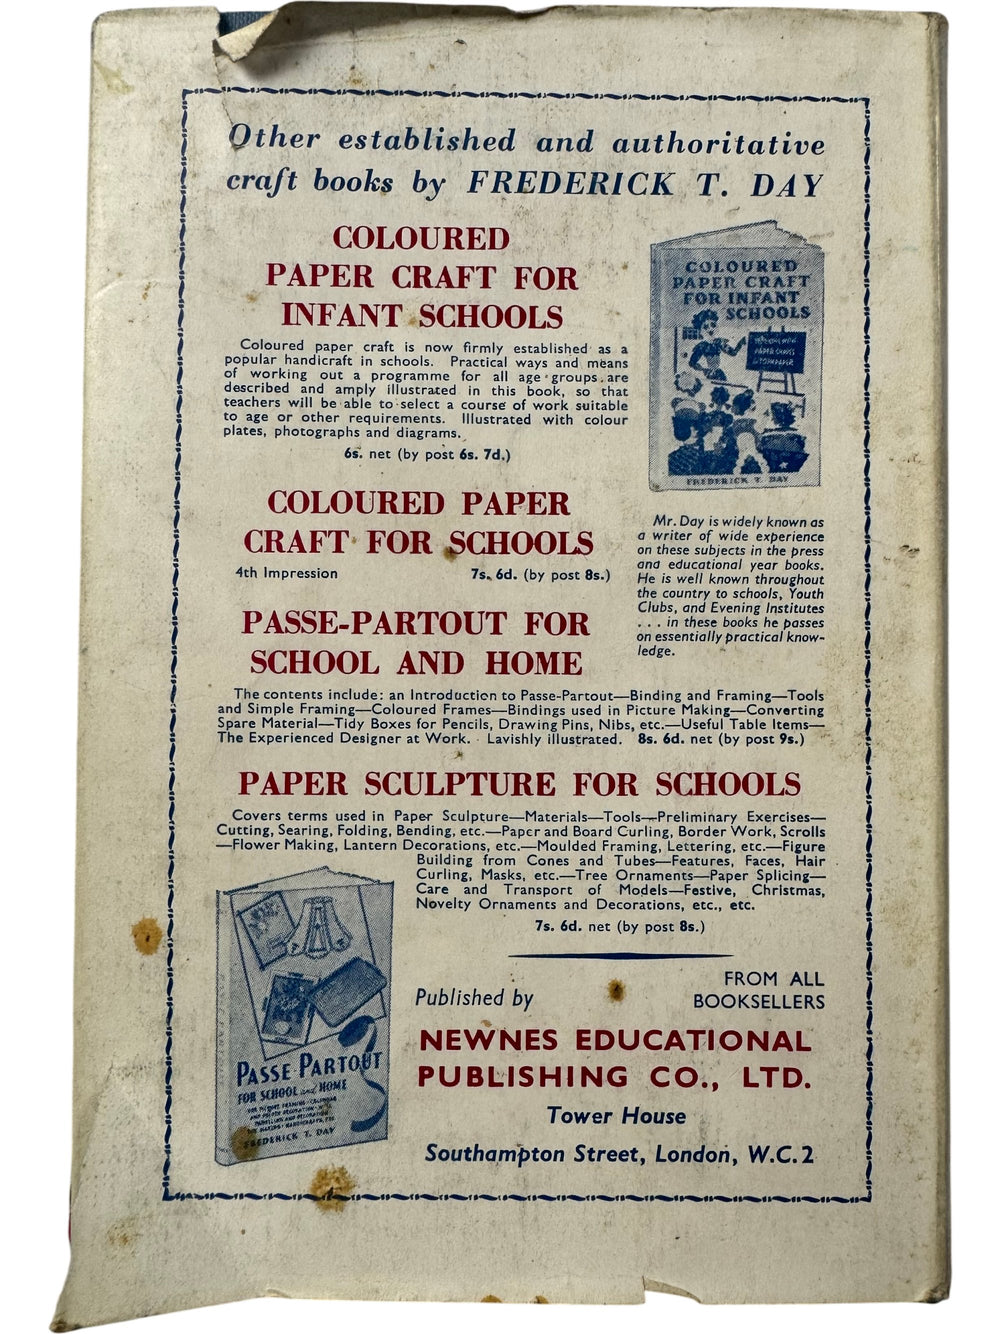 Other established and authoritative
craft books by FREDERICK T. DAY
COLOURED
PAPER CRAFT FOR
INFANT SCHOOLS
Coloured paper craft is now firmly established as a
popular handicraft in schools. Practical ways and means
of working out a programme for all age groups are
described and amply illustrated in this book, so that
teachers will be able to select a course of work suitable
to age or other requirements. Illustrated with colour
plates, photographs and diagrams.
6s. net (by post 6s. 7d.)
COLOURED
PAPER CRAFT
FOR INFANT
SCHOOLS
FREDERICK T. DAY
COLOURED PAPER
CRAFT FOR SCHOOLS
4th Impression 7s. 6d. (by post 8s.)
Mr. Day is widely known as
a writer of wide experience
on these subjects in the press
and educational year books.
He is well known throughout
the country to schools, Youth
Clubs, and Evening Institutes
. . . in these books he passes
on essentially practical know-
ledge.
PASSE-PARTOUT FOR
SCHOOL AND HOME
The contents include: an Introduction to Passe-Partout—Binding and Framing—Tools
and Simple Framing—Coloured Frames—Bindings used in Picture Making—Converting
Spare Material—Tidy Boxes for Pencils, Drawing Pins, Nibs, etc.—Useful Table Items—
The Experienced Designer at Work. Lavishly illustrated. 8s. 6d. net (by post 9s.)
PAPER SCULPTURE FOR SCHOOLS
Covers terms used in Paper Sculpture—Materials—Tools—Preliminary Exercises—
Cutting, Searing, Folding, Bending, etc.—Paper and Board Curling, Border Work, Scrolls
—Flower Making, Lantern Decorations, etc.—Moulded Framing, Lettering, etc.—Figure
Building from Cones and Tubes—Features, Faces, Hair
Curling, Masks, etc.—Tree Ornaments—Paper Splicing—
Care and Transport of Models—Festive, Christmas,
Novelty Ornaments and Decorations, etc., etc.
7s. 6d. net (by post 8s.)
PASSE PARTOUT
FOR SCHOOL and HOME
FREDERICK T. DAY
Published by
FROM ALL
BOOKSELLERS
NEWNES EDUCATIONAL
PUBLISHING CO., LTD.
Tower House
Southampton Street, London, W.C.2